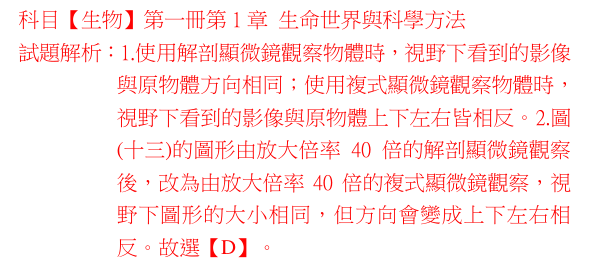 科目【生物】第一冊第 1 章 生命世界與科學方法
試題解析：1.使用解剖顯微鏡觀察物體時，視野下看到的影像
與原物體方向相同；使用複式顯微鏡觀察物體時，
視野下看到的影像與原物體上下左右皆相反。2.圖
(十三)的圖形由放大倍率 40 倍的解剖顯微鏡觀察
後，改為由放大倍率 40 倍的複式顯微鏡觀察，視
野下圖形的大小相同，但方向會變成上下左右相
反。故選【D】。